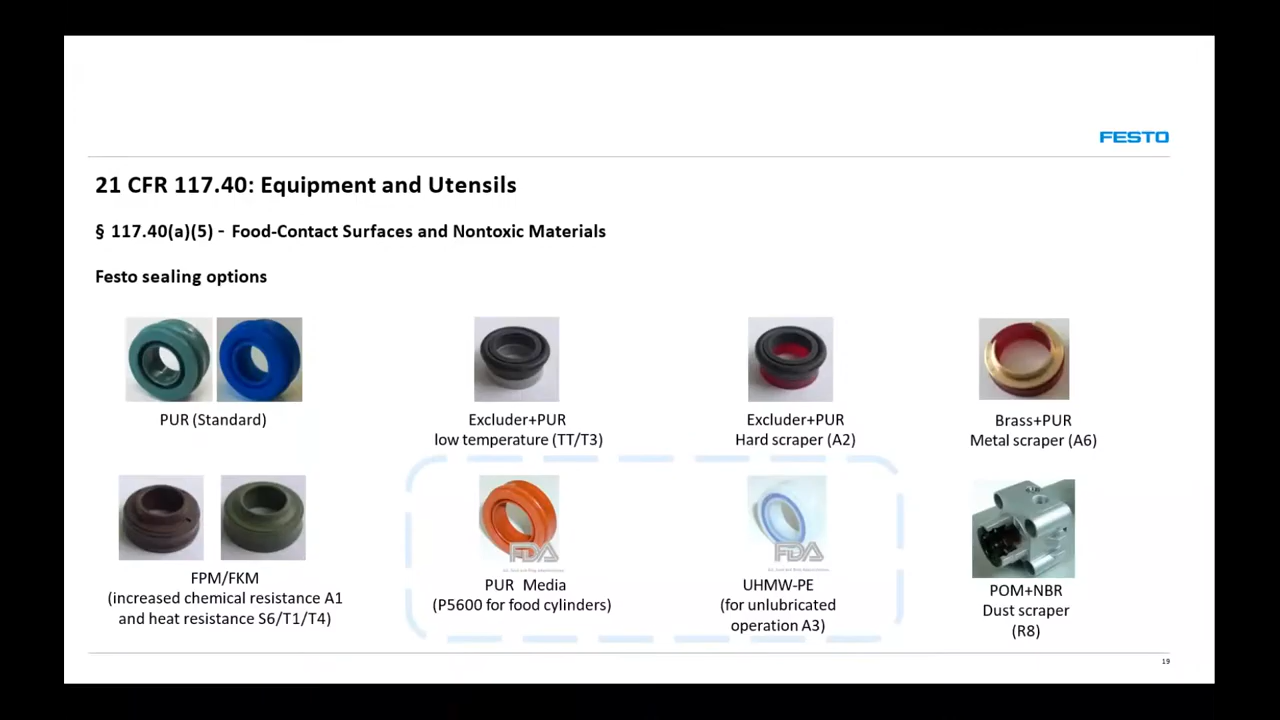 FESTO
21 CFR 117.40: Equipment and Utensils
§ 117.40(a)(5) - Food-Contact Surfaces and Nontoxic Materials
Festo sealing options
PUR (Standard)
Excluder+PUR
low temperature (TT/T3)
Excluder+PUR
Hard scraper (A2)
Brass+PUR
Metal scraper (A6)
FPM/FKM
(increased chemical resistance A1
and heat resistance S6/T1/T4)
FDA
PUR Media
(P5600 for food cylinders)
FDA
UHMW-PE
(for unlubricated
operation A3)
POM+NBR
Dust scraper
(R8)
19